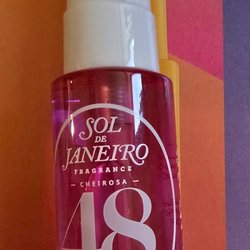 SOL
DE
JANEIRO
FRAGRANCE
— CHEIROSA —
48